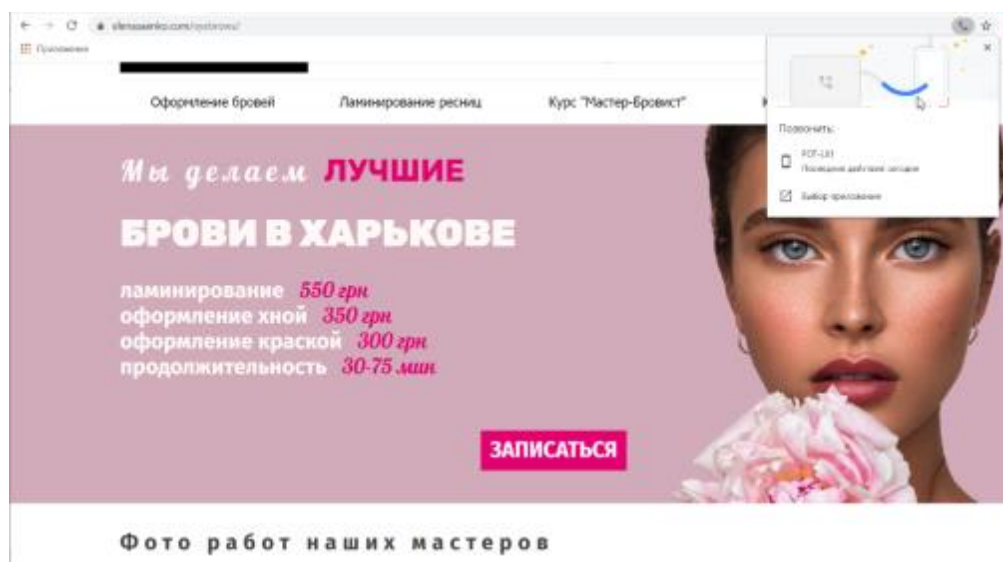 Приложения
Оформление бровей
Ламинирование ресниц
Курс "Мастер-Бровист"
Позвонить:
Выбор приложения
Мы делаем ЛУЧШИЕ
БРОВИ В ХАРЬКОВЕ
ламинирование 550 грн
оформление хной 350 грн
оформление краской 300 грн
продолжительность 30-75 мин
ЗАПИСАТЬСЯ
Фото работ наших мастеров